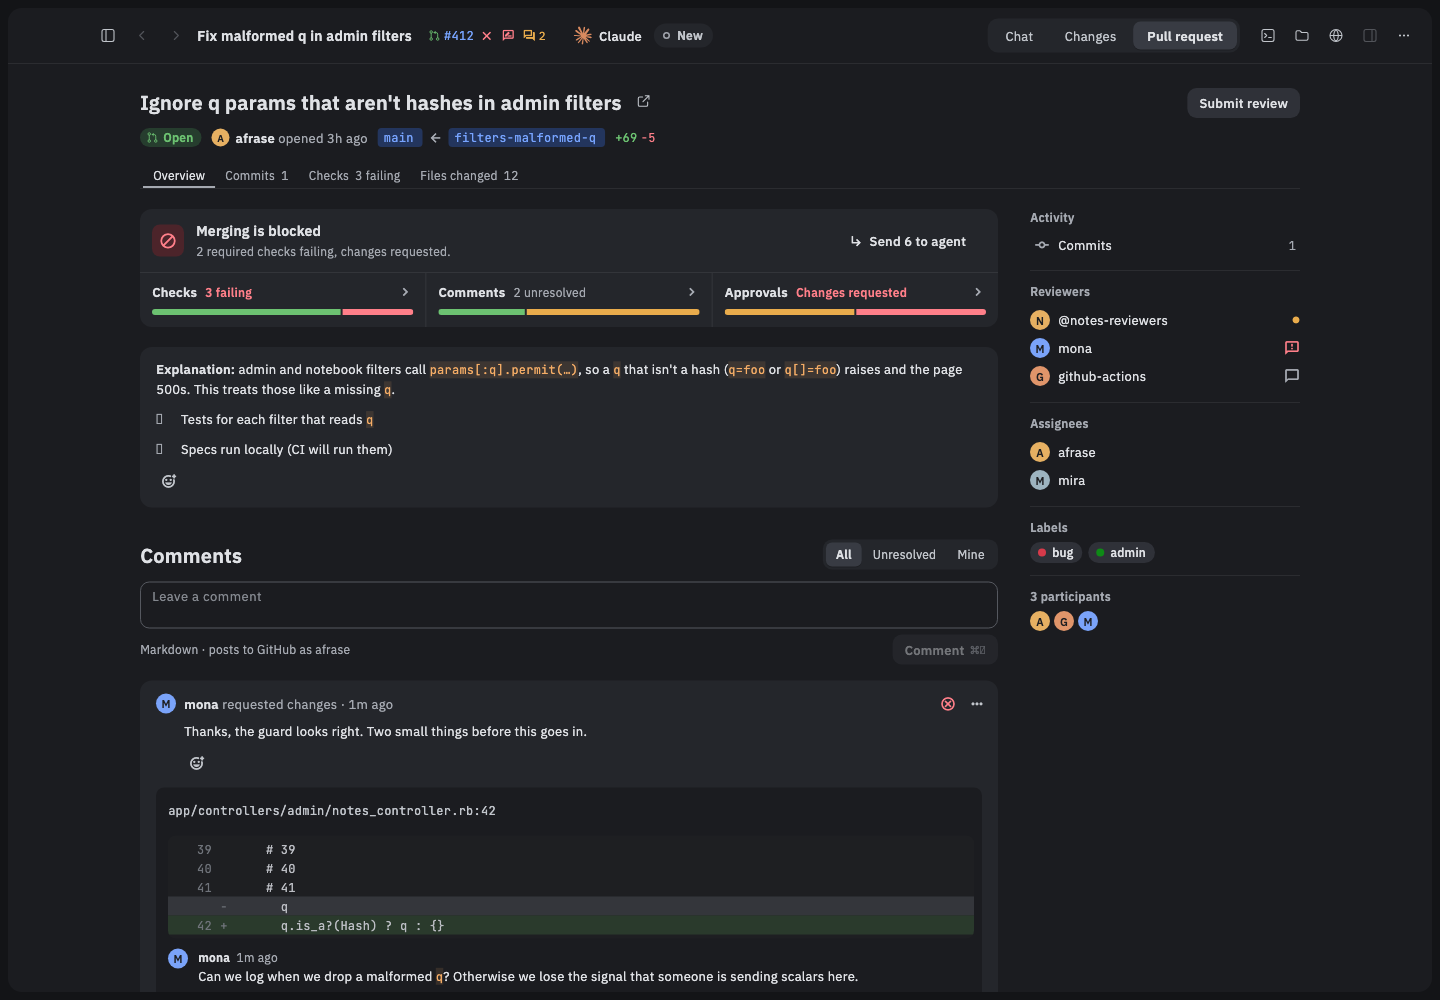 Fix malformed q in admin filters #412 2 Claude New Chat Changes Pull request
Ignore q params that aren't hashes in admin filters Submit review
Open A afrase opened 3h ago main ← filters-malformed-q +69 -5
Overview Commits 1 Checks 3 failing Files changed 12
Merging is blocked
2 required checks failing, changes requested.
Send 6 to agent
Checks 3 failing
Comments 2 unresolved
Approvals Changes requested
Explanation: admin and notebook filters call params[:q].permit(…), so a q that isn't a hash (q=foo or q[]=foo) raises and the page
500s. This treats those like a missing q.
Tests for each filter that reads q
Specs run locally (CI will run them)
Comments All Unresolved Mine
Leave a comment
Markdown · posts to GitHub as afrase Comment ⌘
M mona requested changes · 1m ago
Thanks, the guard looks right. Two small things before this goes in.
app/controllers/admin/notes_controller.rb:42
39 # 39
40 # 40
41 # 41
- q
42 + q.is_a?(Hash) ? q : {}
M mona 1m ago
Can we log when we drop a malformed q? Otherwise we lose the signal that someone is sending scalars here.
Activity
Commits 1
Reviewers
N @notes-reviewers
M mona
G github-actions
Assignees
A afrase
M mira
Labels
bug admin
3 participants
A G M